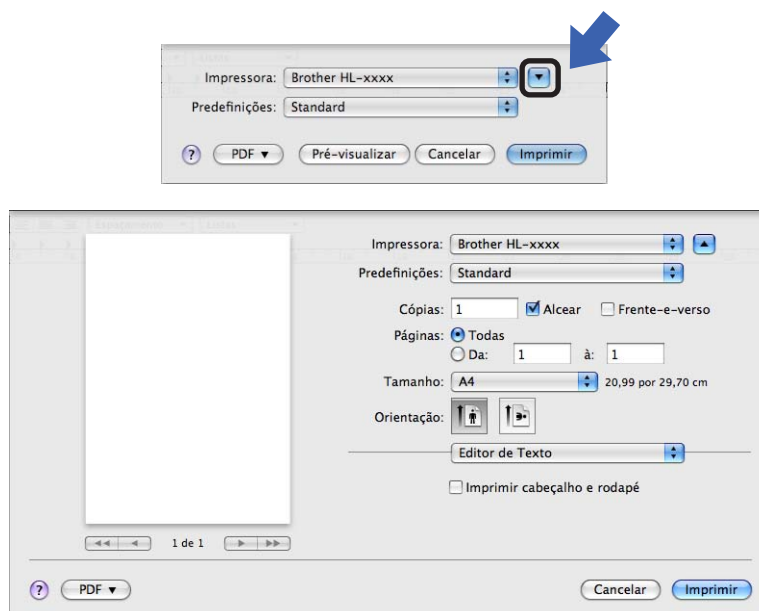 Impressora: Brother HL-xxxx
Predefinições: Standard
? PDF Pré-visualizar Cancelar Imprimir
Impressora: Brother HL-xxxx
Predefinições: Standard
Cópias: 1 Alcear Frente-e-verso
Páginas: Todas
Da: 1 à: 1
Tamanho: A4 20,99 por 29,70 cm
Orientação:
Editor de Texto
Imprimir cabeçalho e rodapé
1 de 1
? PDF Cancelar Imprimir